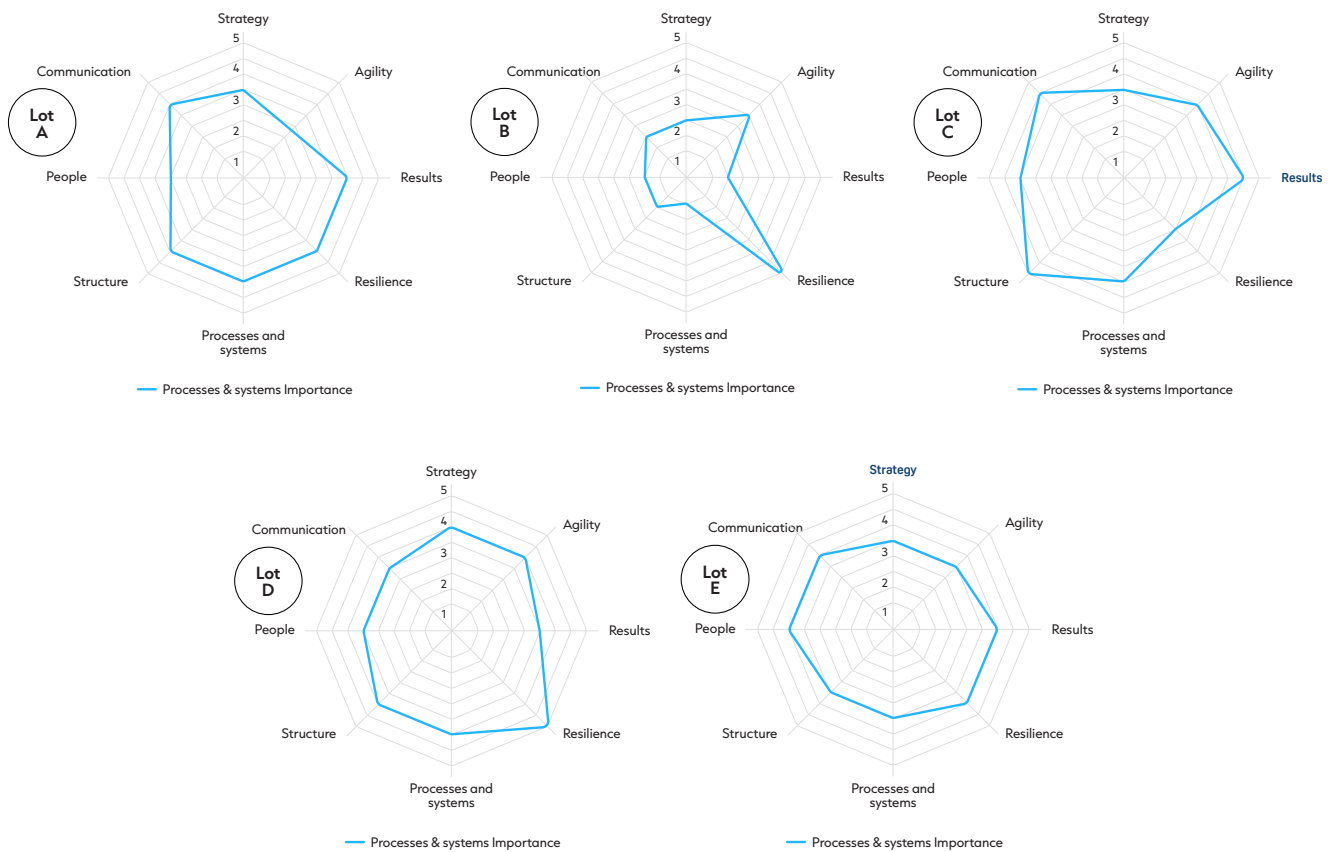 Strategy
5
4
3
2
1
Agility
Results
Resilience
Processes and
systems
Structure
People
Communication
Lot
A
Processes & systems Importance
Strategy
5
4
3
2
1
Agility
Results
Resilience
Processes and
systems
Structure
People
Communication
Lot
B
Processes & systems Importance
Strategy
5
4
3
2
1
Agility
Results
Resilience
Processes and
systems
Structure
People
Communication
Lot
C
Processes & systems Importance
Strategy
5
4
3
2
1
Agility
Results
Resilience
Processes and
systems
Structure
People
Communication
Lot
D
Processes & systems Importance
Strategy
5
4
3
2
1
Agility
Results
Resilience
Processes and
systems
Structure
People
Communication
Lot
E
Processes & systems Importance